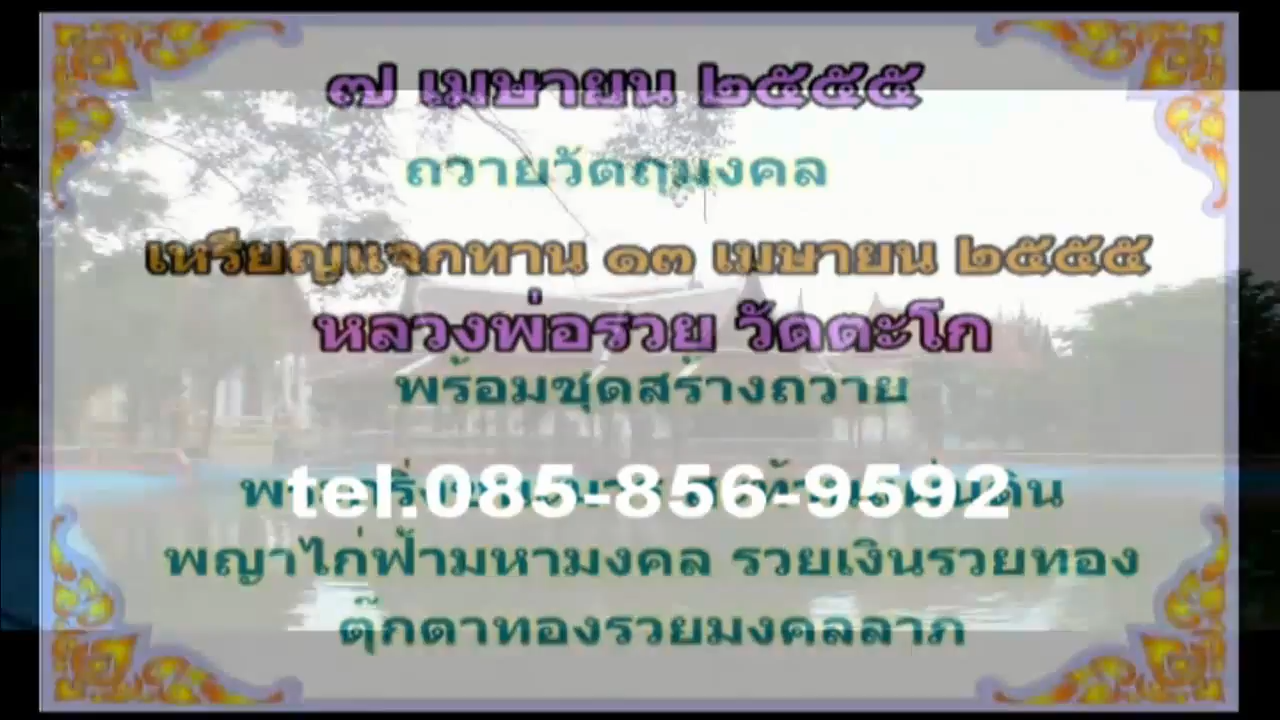 ๗ เมษายน ๒๕๕๕
ถวายวัตถุมงคล
เหรียญแจกทาน ๑๓ เมษายน ๒๕๕๕
หลวงพ่อรวย วัดตะโก
พร้อมชุดสร้างถวาย
tel.085-856-9592
พญาไก่ฟ้ามหามงคล รวยเงินรวยทอง
ตุ๊กตาทองรวยมงคลลาภ